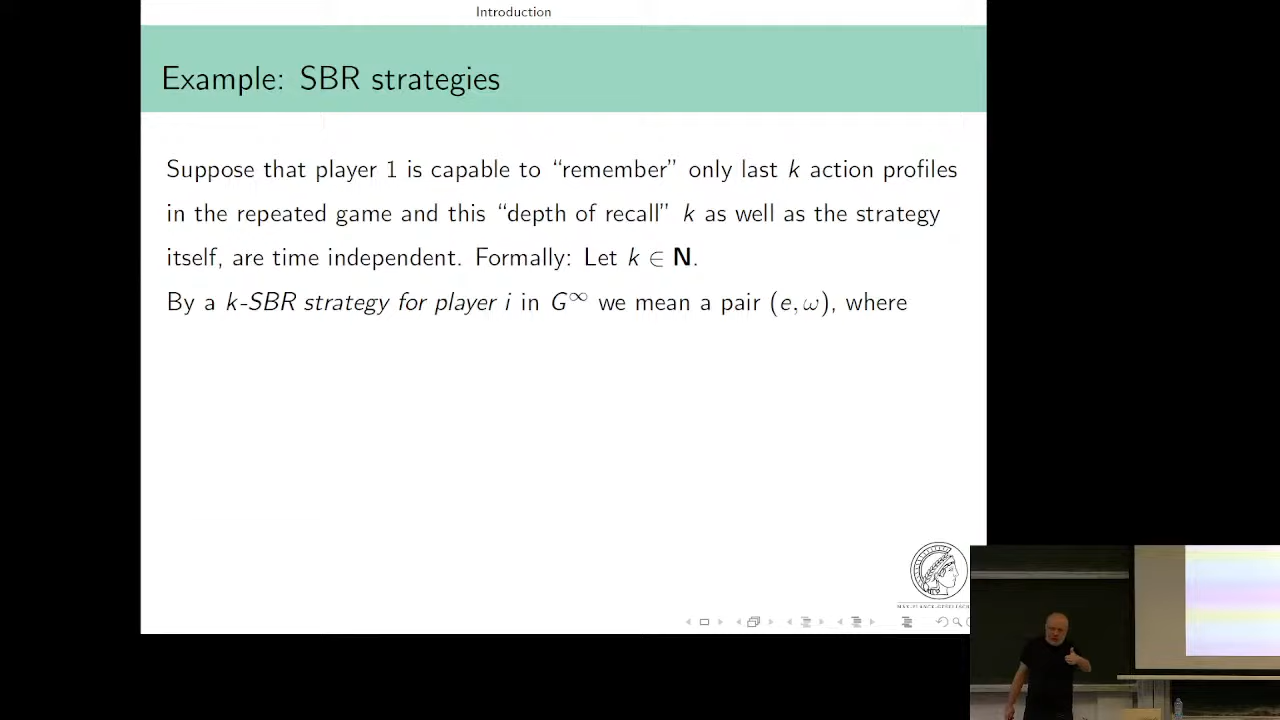 Introduction
Example: SBR strategies
Suppose that player 1 is capable to “remember” only last k action profiles
in the repeated game and this “depth of recall” k as well as the strategy
itself, are time independent. Formally: Let k ∈ N.
By a k-SBR strategy for player i in G∞ we mean a pair (e, ω), where